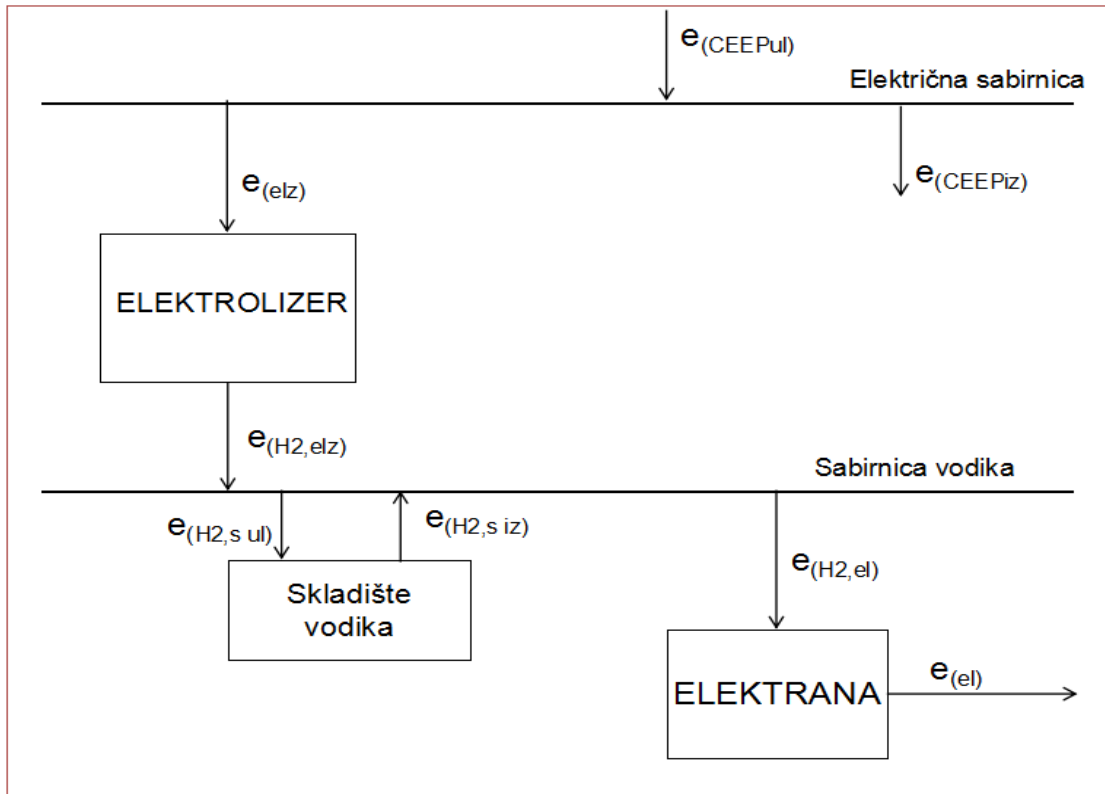 e(CEEPul)
Električna sabirnica
e(elz)
e(CEEPiz)
ELEKTROLIZER
e(H2,elz)
Sabirnica vodika
e(H2,s ul)
e(H2,s iz)
e(H2,el)
Skladište
vodika
e(el)
ELEKTRANA